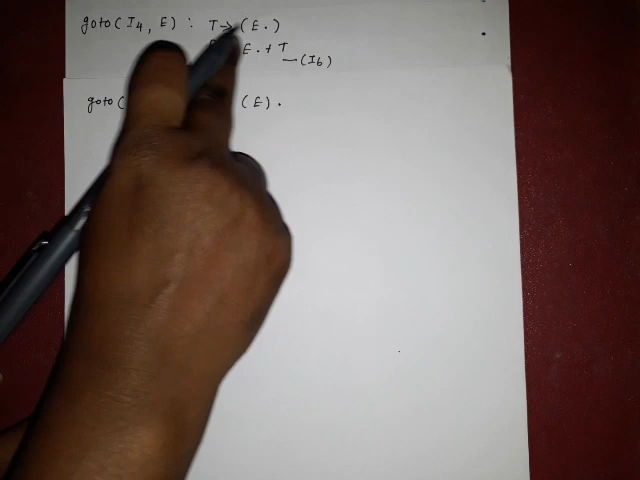 goto(I4, E) : T→(E.)
E.+T
—(I6)
goto( (E).